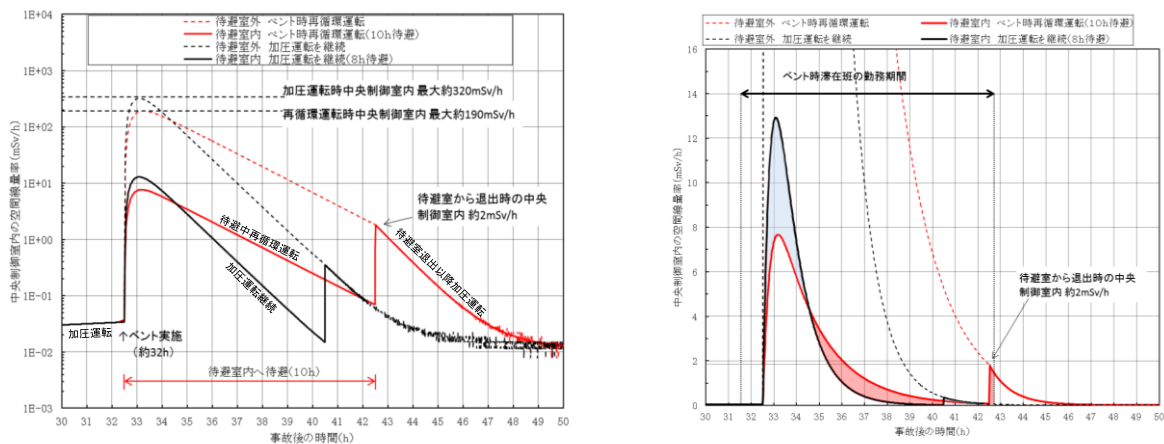 待避室外 ベント時再循環運転
待避室内 ベント時再循環運転(10h待避)
待避室外 加圧運転を継続
待避室内 加圧運転を継続(8h待避)
1E+04
1E+03
1E+02
1E+01
1E+00
1E-01
1E-02
1E-03
中央制御室内の空間線量率(mSv/h)
加圧運転時中央制御室内 最大約320mSv/h
再循環運転時中央制御室内 最大約190mSv/h
待避室から退出時の中央
制御室内 約2mSv/h
待避中再循環運転
加圧運転継続
待避室退出以降加圧運転
加圧運転
↑ベント実施
(約32h)
待避室内へ待避(10h)
30 31 32 33 34 35 36 37 38 39 40 41 42 43 44 45 46 47 48 49 50
事故後の時間(h)
待避室外 ベント時再循環運転
待避室外 加圧運転を継続
待避室内 ベント時再循環運転(10h待避)
待避室内 加圧運転を継続(8h待避)
16
14
12
10
8
6
4
2
0
中央制御室内の空間線量率(mSv/h)
ベント時滞在班の勤務期間
待避室から退出時の中央
制御室内 約2mSv/h
30 31 32 33 34 35 36 37 38 39 40 41 42 43 44 45 46 47 48 49 50
事故後の時間(h)